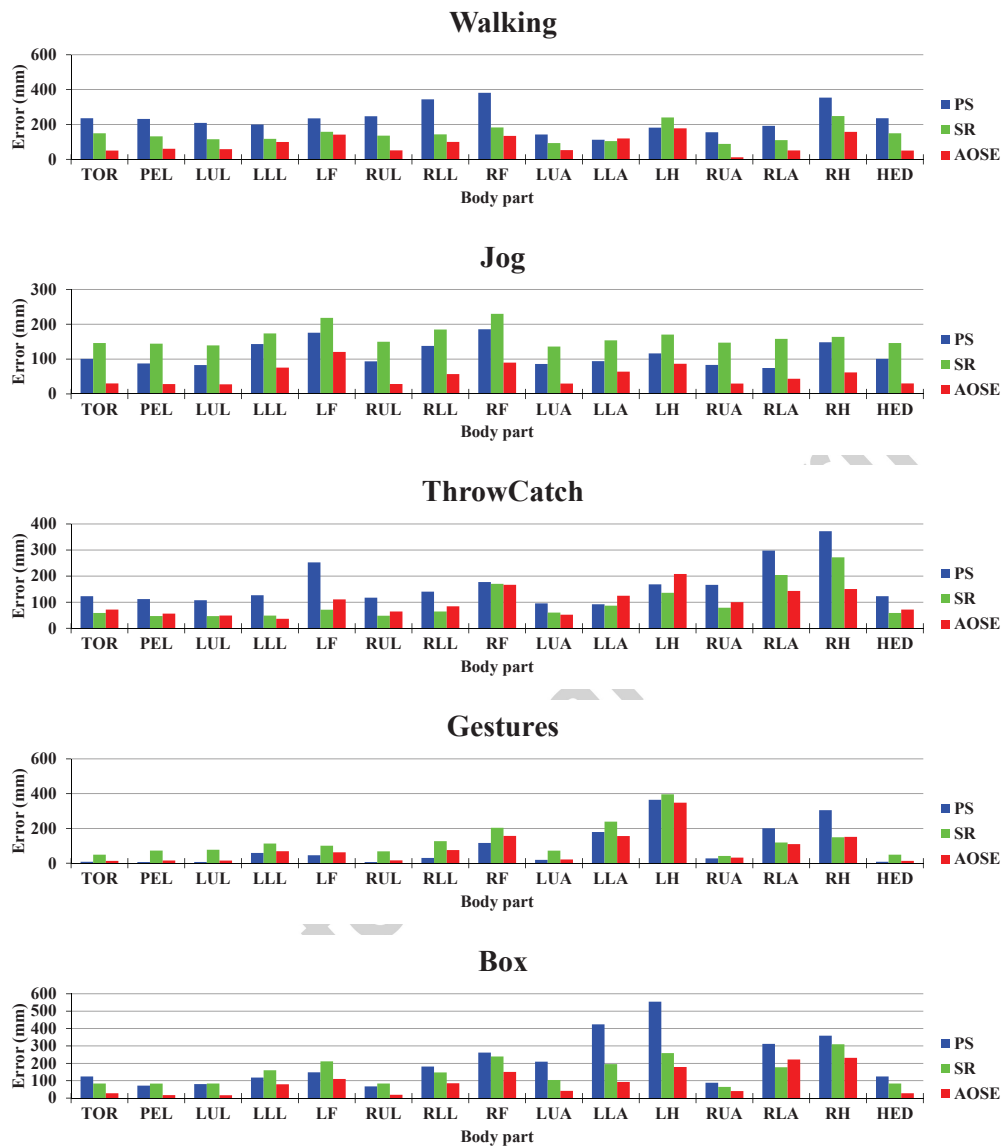 Walking
600
400
200
0
Error (mm)
TOR PEL LUL LLL LF RUL RLL RF LUA LLA LH RUA RLA RH HED
Body part
PS
SR
AOSE
Jog
300
200
100
0
Error (mm)
TOR PEL LUL LLL LF RUL RLL RF LUA LLA LH RUA RLA RH HED
Body part
PS
SR
AOSE
ThrowCatch
400
300
200
100
0
Error (mm)
TOR PEL LUL LLL LF RUL RLL RF LUA LLA LH RUA RLA RH HED
Body part
PS
SR
AOSE
Gestures
600
400
200
0
Error (mm)
TOR PEL LUL LLL LF RUL RLL RF LUA LLA LH RUA RLA RH HED
Body part
PS
SR
AOSE
Box
600
500
400
300
200
100
0
Error (mm)
TOR PEL LUL LLL LF RUL RLL RF LUA LLA LH RUA RLA RH HED
Body part
PS
SR
AOSE